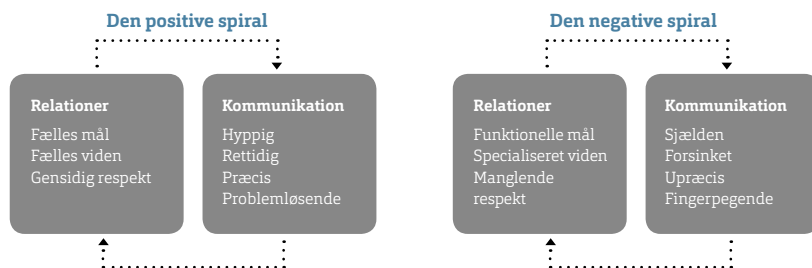 Den positive spiral
Relationer
Fælles mål
Fælles viden
Gensidig respekt
Kommunikation
Hyppig
Rettidig
Præcis
Problemløsende
Den negative spiral
Relationer
Funktionelle mål
Specialiseret viden
Manglende
respekt
Kommunikation
Sjælden
Forsinket
Upræcis
Fingerpegende